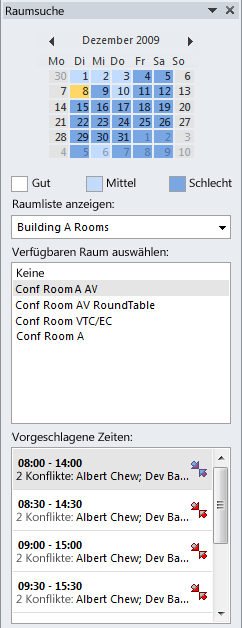 Raumsuche
Dezember 2009
Mo Di Mi Do Fr Sa So
30 1 2 3 4 5 6
7 8 9 10 11 12 13
14 15 16 17 18 19 20
21 22 23 24 25 26 27
28 29 30 31 1 2 3
4 5 6 7 8 9 10
Gut Mittel Schlecht
Raumliste anzeigen:
Building A Rooms
Verfügbaren Raum auswählen:
Keine
Conf Room A AV
Conf Room AV RoundTable
Conf Room VTC/EC
Conf Room A
Vorgeschlagene Zeiten:
08:00 - 14:00
2 Konflikte: Albert Chew; Dev Ba...
08:30 - 14:30
2 Konflikte: Albert Chew; Dev Ba...
09:00 - 15:00
2 Konflikte: Albert Chew; Dev Ba...
09:30 - 15:30
2 Konflikte: Albert Chew; Dev Ba...